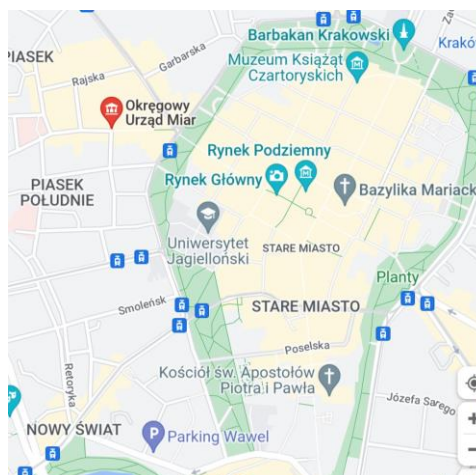 PIASEK
Garbarska
Rajska
Barbakan Krakowski
Krakó
Muzeum Książąt
Czartoryskich
Okręgowy
Urząd Miar
Rynek Podziemny
Rynek Główny
PIASEK
POŁUDNIE
Bazylika Mariack
Uniwersytet
Jagielloński
STARE MIASTO
Planty
Smoleńsk
STARE MIASTO
Poselska
Retoryka
Kościół św. Apostołów
Piotra i Pawła
Józefa Sarego
NOWY ŚWIAT
P
Parking Wawel